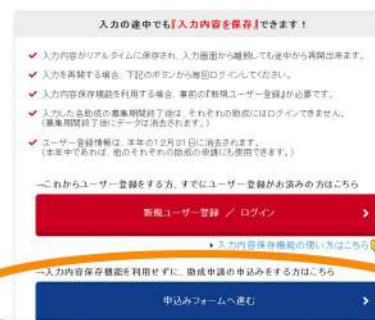 入力の途中でも『入力内容を保存』できます！
入力内容がリアルタイムに保存され、入力画面から離脱しても途中から再開出来ます。
入力を再開する場合、下記のボタンから毎回ログインしてください。
入力内容保存機能を利用する場合、事前の『新規ユーザー登録』が必要です。
入力した各助成の募集期間終了後は、それぞれの助成にはログインできません。
（募集期間終了後にデータは消去されます。）
ユーザー登録情報は、本年の12月31日に消去されます。
（本年中であれば、他のそれぞれの助成の申請にも使用できます。）
→これからユーザー登録をする方、すでにユーザー登録がお済みの方はこちら
新規ユーザー登録 ／ ログイン
入力内容保存機能の使い方はこちら
→入力内容保存機能を利用せずに、助成申請の申込みをする方はこちら
申込みフォームへ進む